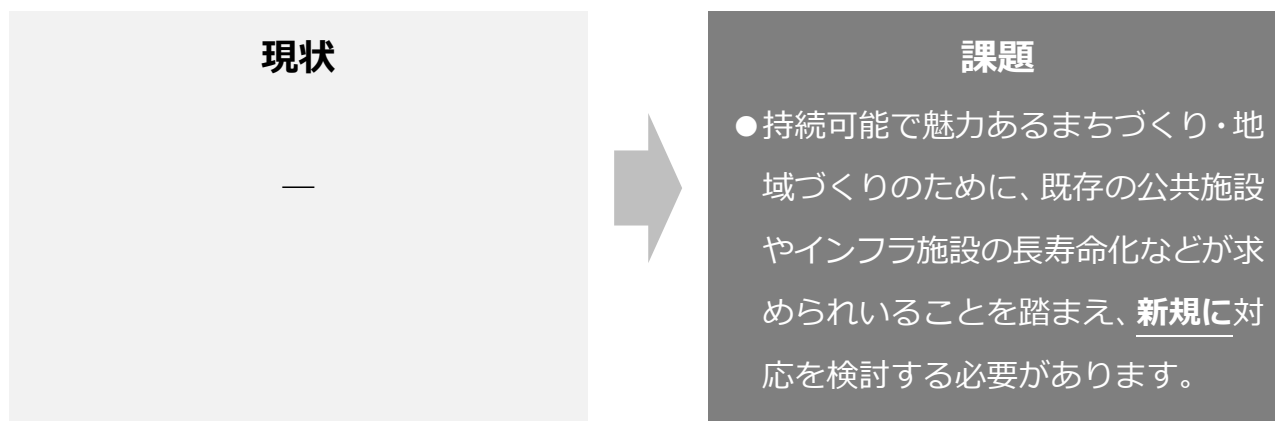 現状
―
課題
●持続可能で魅力あるまちづくり・地
域づくりのために、既存の公共施設
やインフラ施設の長寿命化などが求
められいることを踏まえ、新規に対
応を検討する必要があります。